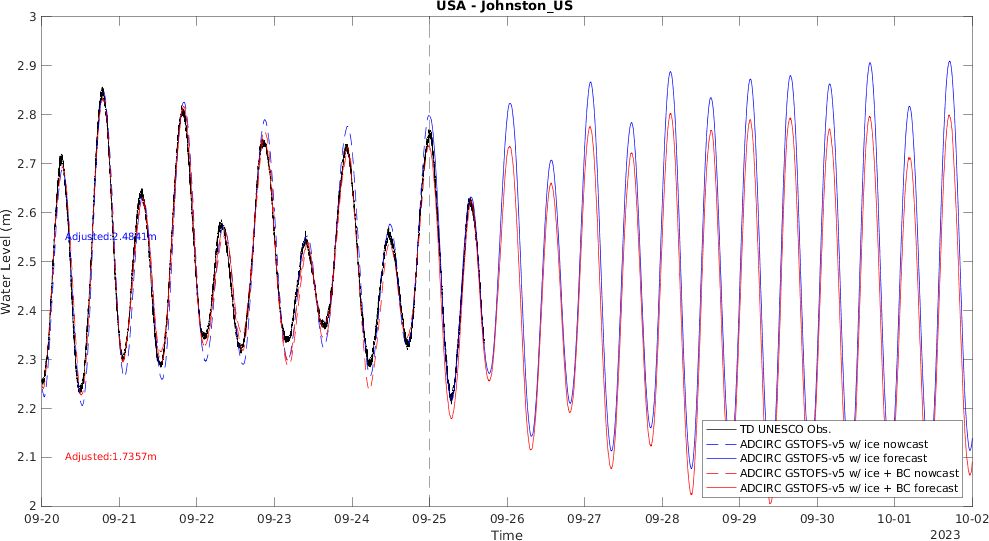 USA - Johnston_US
3
2.9
2.8
2.7
2.6
2.5
2.4
2.3
2.2
2.1
2
Water Level (m)
Adjusted:2.4841m
Adjusted:1.7357m
TD UNESCO Obs.
ADCIRC GSTOFS-v5 w/ ice nowcast
ADCIRC GSTOFS-v5 w/ ice forecast
ADCIRC GSTOFS-v5 w/ ice + BC nowcast
ADCIRC GSTOFS-v5 w/ ice + BC forecast
09-20 09-21 09-22 09-23 09-24 09-25 09-26 09-27 09-28 09-29 09-30 10-01 10-02
Time
2023